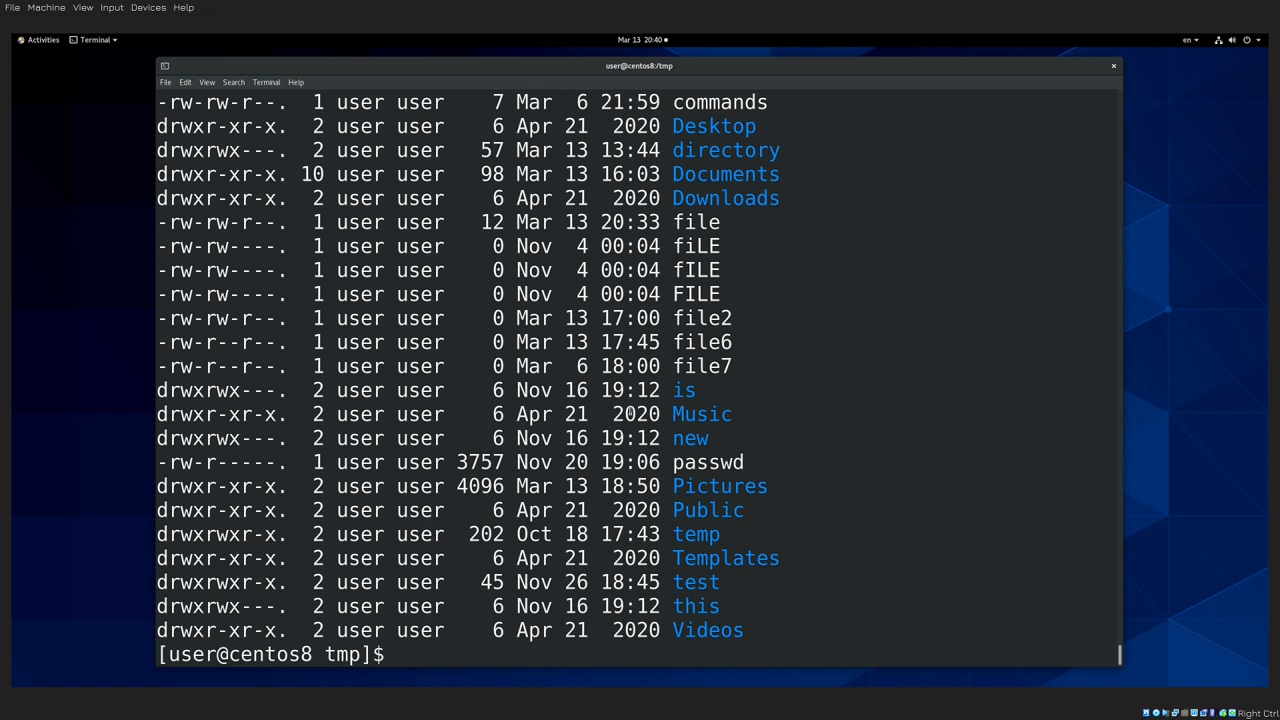 File Machine View Input Devices Help
Activities Terminal Mar 13 20:40 en
user@centos8:/tmp
File Edit View Search Terminal Help
-rw-rw-r--. 1 user user 7 Mar 6 21:59 commands
drwxr-xr-x. 2 user user 6 Apr 21 2020 Desktop
drwxrwx---. 2 user user 57 Mar 13 13:44 directory
drwxr-xr-x. 10 user user 98 Mar 13 16:03 Documents
drwxr-xr-x. 2 user user 6 Apr 21 2020 Downloads
-rw-rw-r--. 1 user user 12 Mar 13 20:33 file
-rw-rw----. 1 user user 0 Nov 4 00:04 fiLE
-rw-rw----. 1 user user 0 Nov 4 00:04 fILE
-rw-rw----. 1 user user 0 Nov 4 00:04 FILE
-rw-rw-r--. 1 user user 0 Mar 13 17:00 file2
-rw-r--r--. 1 user user 0 Mar 13 17:45 file6
-rw-rw-r--. 1 user user 0 Mar 6 18:00 file7
drwxrwx---. 2 user user 6 Nov 16 19:12 is
drwxr-xr-x. 2 user user 6 Apr 21 2020 Music
drwxrwx---. 2 user user 6 Nov 16 19:12 new
-rw-r-----. 1 user user 3757 Nov 20 19:06 passwd
drwxr-xr-x. 2 user user 4096 Mar 13 18:50 Pictures
drwxr-xr-x. 2 user user 6 Apr 21 2020 Public
drwxrwxr-x. 2 user user 202 Oct 18 17:43 temp
drwxr-xr-x. 2 user user 6 Apr 21 2020 Templates
drwxrwxr-x. 2 user user 45 Nov 26 18:45 test
drwxrwx---. 2 user user 6 Nov 16 19:12 this
drwxr-xr-x. 2 user user 6 Apr 21 2020 Videos
[user@centos8 tmp]$
Right Ctrl